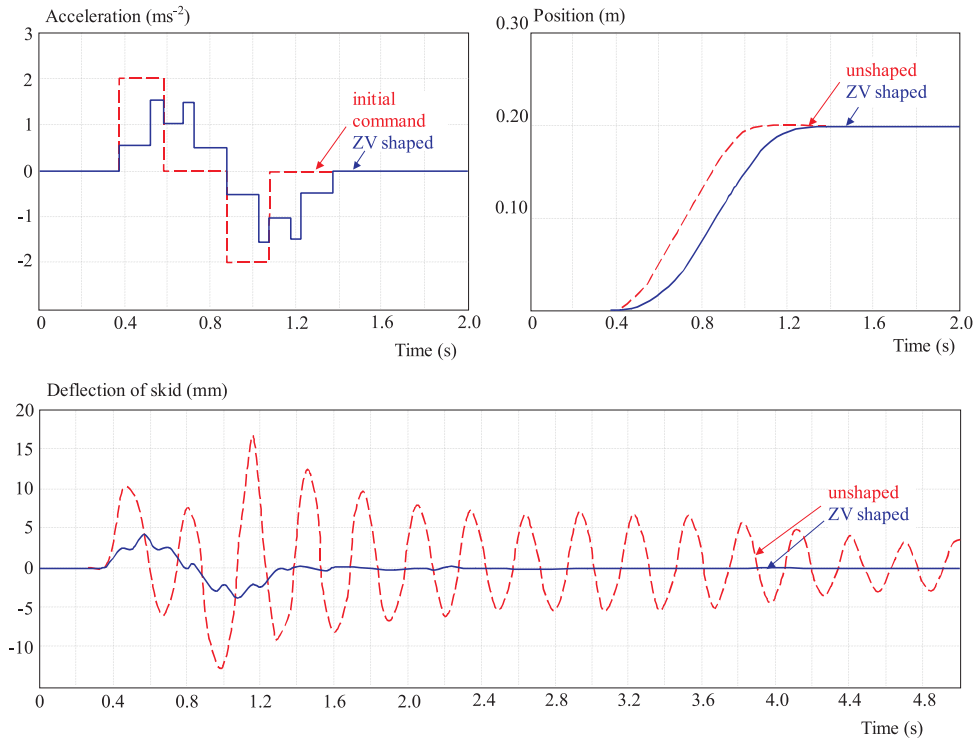 Acceleration (ms-2)
3
2
1
0
-1
-2
initial
command
ZV shaped
0 0.4 0.8 1.2 1.6 2.0
Time (s)
Position (m)
0.30
0.20
0.10
unshaped
ZV shaped
0 0.4 0.8 1.2 1.6 2.0
Time (s)
Deflection of skid (mm)
20
15
10
5
0
-5
-10
unshaped
ZV shaped
0 0.4 0.8 1.2 1.6 2.0 2.4 2.8 3.2 3.6 4.0 4.4 4.8
Time (s)